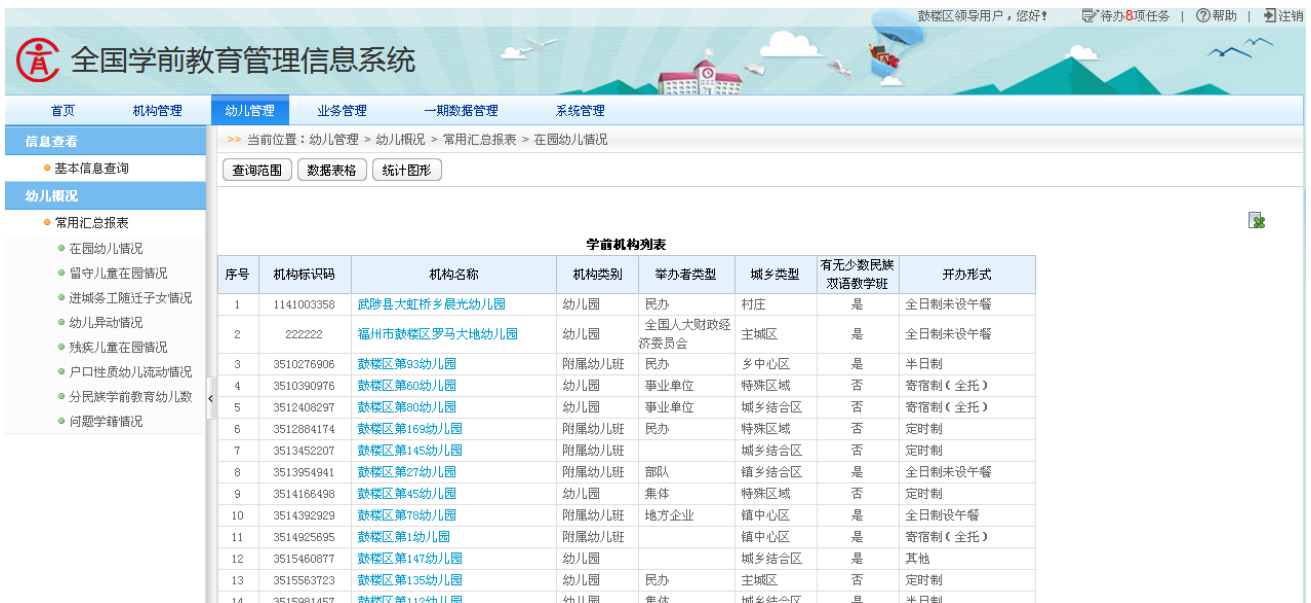 鼓楼区领导用户，您好！ 待办8项任务 | 帮助 | 注销
全国学前教育管理信息系统
首页 机构管理 幼儿管理 业务管理 一期数据管理 系统管理
信息查看
基本信息查询
幼儿概况
常用汇总报表
在园幼儿情况
留守儿童在园情况
进城务工随迁子女情况
幼儿异动情况
残疾儿童在园情况
户口性质幼儿流动情况
分民族学前教育幼儿数
问题学籍情况
>> 当前位置：幼儿管理 > 幼儿概况 > 常用汇总报表 > 在园幼儿情况
查询范围 数据表格 统计图形
学前机构列表
序号 机构标识码 机构名称 机构类别 举办者类型 城乡类型 有无少数民族双语教学班 开办形式
1 1141003358 武陟县大虹桥乡晨光幼儿园 幼儿园 民办 村庄 是 全日制未设午餐
2 222222 福州市鼓楼区罗马大地幼儿园 幼儿园 全国人大财政经济委员会 主城区 是 全日制未设午餐
3 3510276906 鼓楼区第93幼儿园 附属幼儿班 民办 乡中心区 是 半日制
4 3510390976 鼓楼区第60幼儿园 幼儿园 事业单位 特殊区域 否 寄宿制（全托）
5 3512408297 鼓楼区第80幼儿园 幼儿园 事业单位 城乡结合区 否 寄宿制（全托）
6 3512884174 鼓楼区第169幼儿园 附属幼儿班 民办 特殊区域 否 定时制
7 3513452207 鼓楼区第145幼儿园 附属幼儿班 城乡结合区 否 定时制
8 3513954941 鼓楼区第27幼儿园 附属幼儿班 部队 镇乡结合区 是 全日制未设午餐
9 3514166498 鼓楼区第45幼儿园 幼儿园 集体 特殊区域 否 定时制
10 3514392929 鼓楼区第78幼儿园 附属幼儿班 地方企业 镇中心区 是 全日制设午餐
11 3514925695 鼓楼区第1幼儿园 附属幼儿班 镇中心区 是 寄宿制（全托）
12 3515460877 鼓楼区第147幼儿园 幼儿园 城乡结合区 是 其他
13 3515563723 鼓楼区第135幼儿园 幼儿园 民办 主城区 否 定时制
14 3515981457 鼓楼区第112幼儿园 幼儿园 集体 城乡结合区 是 半日制